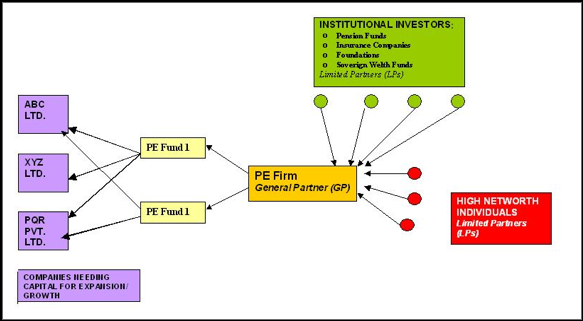 INSTITUTIONAL INVESTORS:
o Pension Funds
o Insurance Companies
o Foundations
o Soverign Welth Funds
Limited Partners (LPs)
ABC
LTD.
XYZ
LTD.
PQR
PVT.
LTD.
PE Fund 1
PE Fund 1
PE Firm
General Partner (GP)
HIGH NETWORTH
INDIVIDUALS
Limited Partners
(LPs)
COMPANIES NEEDING
CAPITAL FOR EXPANSION/
GROWTH